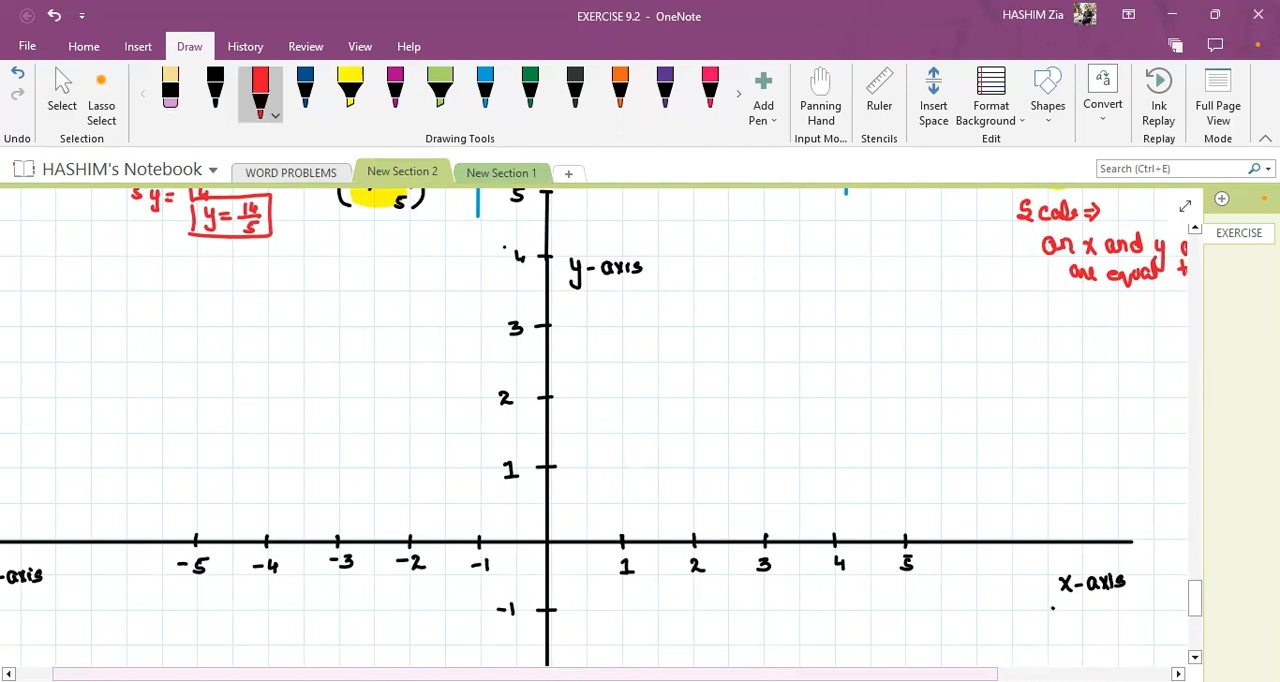 EXERCISE 9.2 - OneNote
HASHIM Zia
File Home Insert Draw History Review View Help
Select
Lasso Select
Add Pen
Panning Hand
Ruler
Insert Space
Format Background
Shapes
Convert
Ink Replay
Full Page View
Undo
Selection
Drawing Tools
Input Mo...
Stencils
Edit
Replay
Mode
HASHIM's Notebook
WORD PROBLEMS
New Section 2
New Section 1
Search (Ctrl+E)
EXERCISE
5y = 14
y = 14/5
5
5
Scale ⇒
on x and y
are equal
4
y-axis
3
2
1
-5 -4 -3 -2 -1 1 2 3 4 5
-axis
x-axis
-1